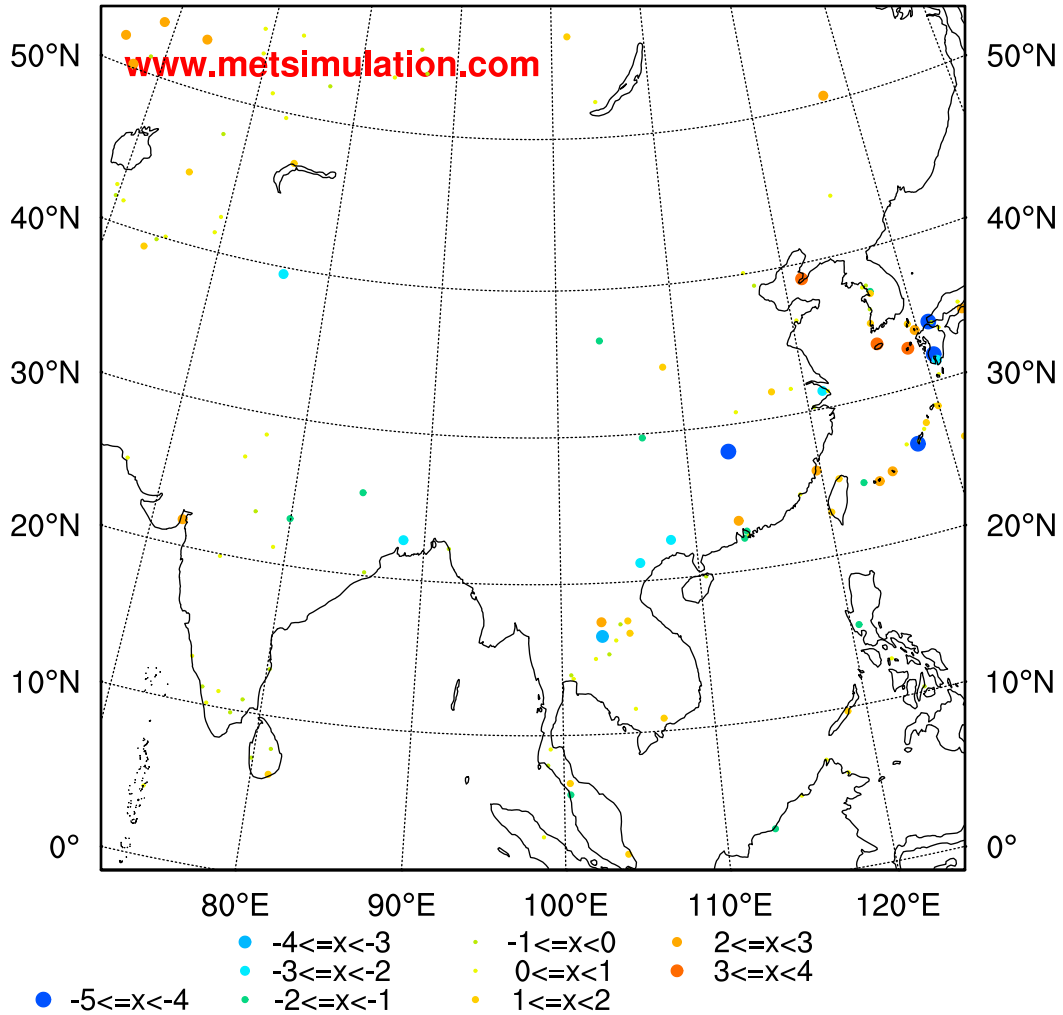 50°N 50°N
www.metsimulation.com
40°N 40°N
30°N 30°N
20°N 20°N
10°N 10°N
0° 0°
80°E 90°E 100°E 110°E 120°E
-4<=x<-3 -1<=x<0 2<=x<3
-3<=x<-2 0<=x<1 3<=x<4
-5<=x<-4 -2<=x<-1 1<=x<2